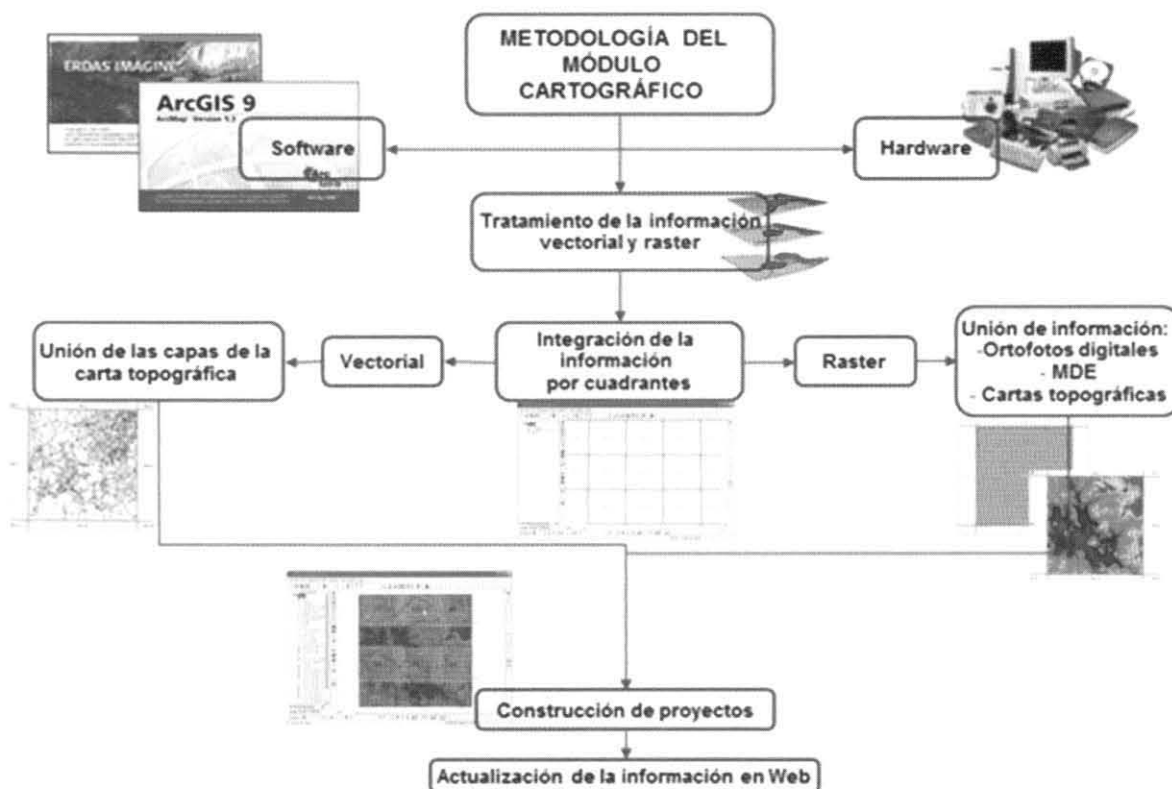 METODOLOGÍA DEL
MÓDULO
CARTOGRÁFICO
ERDAS IMAGINE
ArcGIS 9
Software
Hardware
Tratamiento de la información
vectorial y raster
Unión de las capas de la
carta topográfica
Vectorial
Integración de la
información
por cuadrantes
Raster
Unión de información:
-Ortofotos digitales
- MDE
- Cartas topográficas
Construcción de proyectos
Actualización de la información en Web